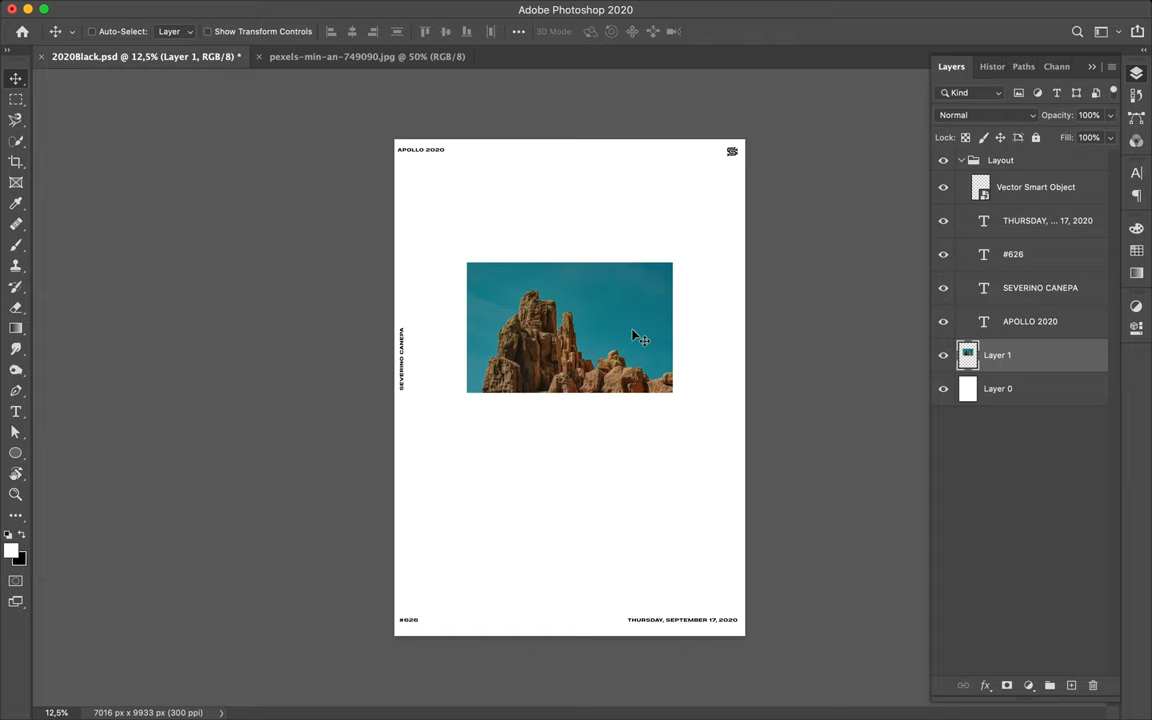 Adobe Photoshop 2020
Auto-Select: Layer Show Transform Controls 3D Mode:
2020Black.psd @ 12,5% (Layer 1, RGB/8) * pexels-min-an-749090.jpg @ 50% (RGB/8)
Layers Histor Paths Chann
Kind
Normal Opacity: 100%
Lock: Fill: 100%
Layout
Vector Smart Object
THURSDAY, ... 17, 2020
#626
SEVERINO CANEPA
APOLLO 2020
Layer 1
Layer 0
APOLLO 2020
SEVERINO CANEPA
#626
THURSDAY, SEPTEMBER 17, 2020
12,5% 7016 px x 9933 px (300 ppi)